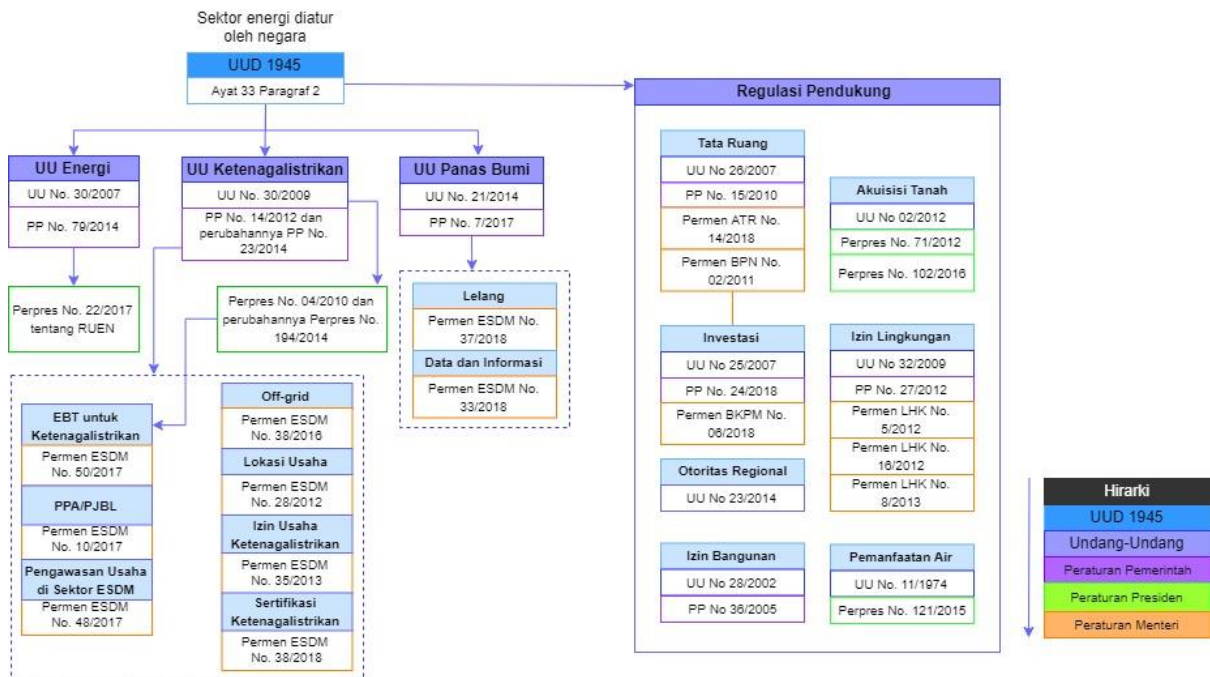 Sektor energi diatur
oleh negara
UUD 1945
Ayat 33 Paragraf 2
UU Energi
UU No. 30/2007
PP No. 79/2014
Perpres No. 22/2017
tentang RUEN
UU Ketenagalistrikan
UU No. 30/2009
PP No. 14/2012 dan
perubahannya PP No.
23/2014
Perpres No. 04/2010 dan
perubahannya Perpres No.
194/2014
UU Panas Bumi
UU No. 21/2014
PP No. 7/2017
Lelang
Permen ESDM No.
37/2018
Data dan Informasi
Permen ESDM No.
33/2018
EBT untuk
Ketenagalistrikan
Permen ESDM
No. 50/2017
PPA/PJBL
Permen ESDM
No. 10/2017
Pengawasan Usaha
di Sektor ESDM
Permen ESDM
No. 48/2017
Off-grid
Permen ESDM
No. 38/2016
Lokasi Usaha
Permen ESDM
No. 28/2012
Izin Usaha
Ketenagalistrikan
Permen ESDM
No. 35/2013
Sertifikasi
Ketenagalistrikan
Permen ESDM
No. 38/2018
Regulasi Pendukung
Tata Ruang
UU No 26/2007
PP No. 15/2010
Permen ATR No.
14/2018
Permen BPN No.
02/2011
Investasi
UU No 25/2007
PP No. 24/2018
Permen BKPM No.
06/2018
Otoritas Regional
UU No 23/2014
Izin Bangunan
UU No 28/2002
PP No 36/2005
Akuisisi Tanah
UU No 02/2012
Perpres No. 71/2012
Perpres No. 102/2016
Izin Lingkungan
UU No 32/2009
PP No. 27/2012
Permen LHK No.
5/2012
Permen LHK No.
16/2012
Permen LHK No.
8/2013
Pemanfaatan Air
UU No. 11/1974
Perpres No. 121/2015
Hirarki
UUD 1945
Undang-Undang
Peraturan Pemerintah
Peraturan Presiden
Peraturan Menteri